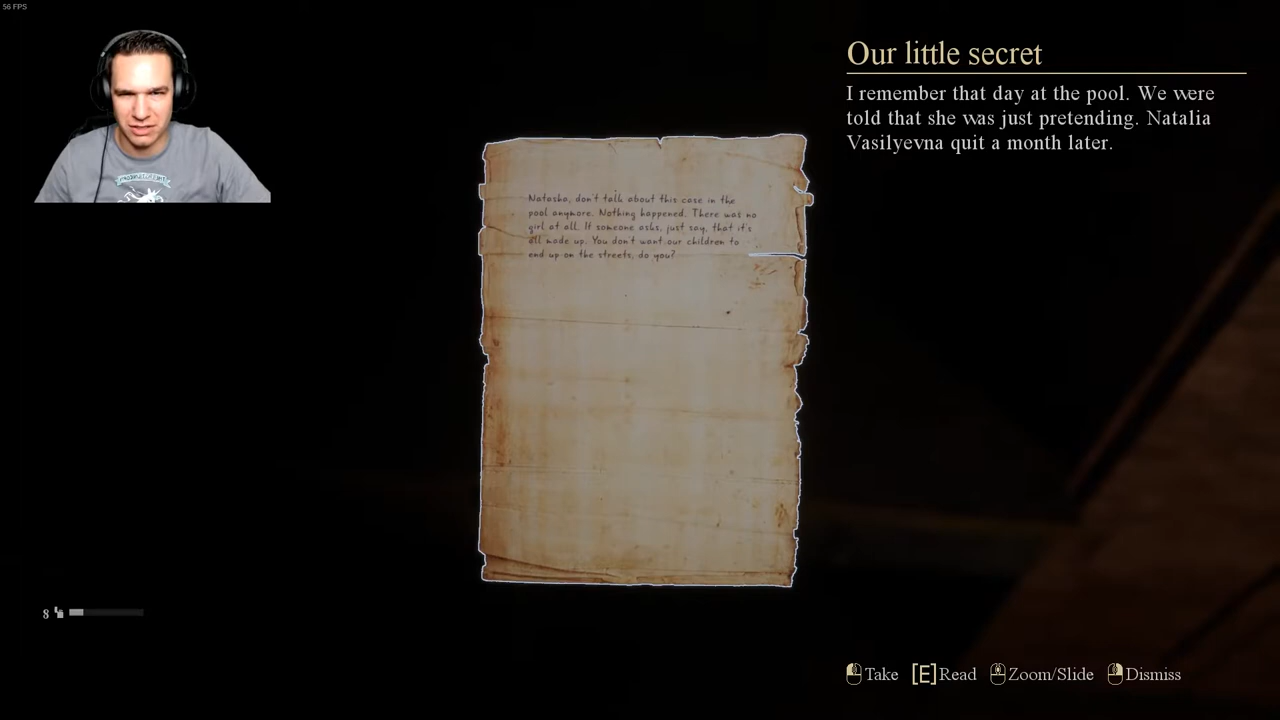 56 FPS
Our little secret
I remember that day at the pool. We were
told that she was just pretending. Natalia
Vasilyevna quit a month later.
Natasha, don't talk about this case in the
pool anymore. Nothing happened. There was no
girl at all. If someone asks, just say, that it's
all made up. You don't want our children to
end up on the streets, do you?
8
Take [E] Read Zoom/Slide Dismiss